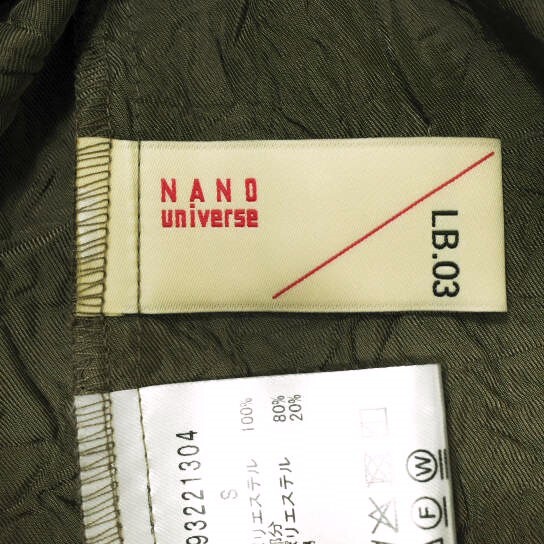 NANO
universe
LB.03
93221304
S
リエステル 100%
部分
リエステル 80%
20%
F W